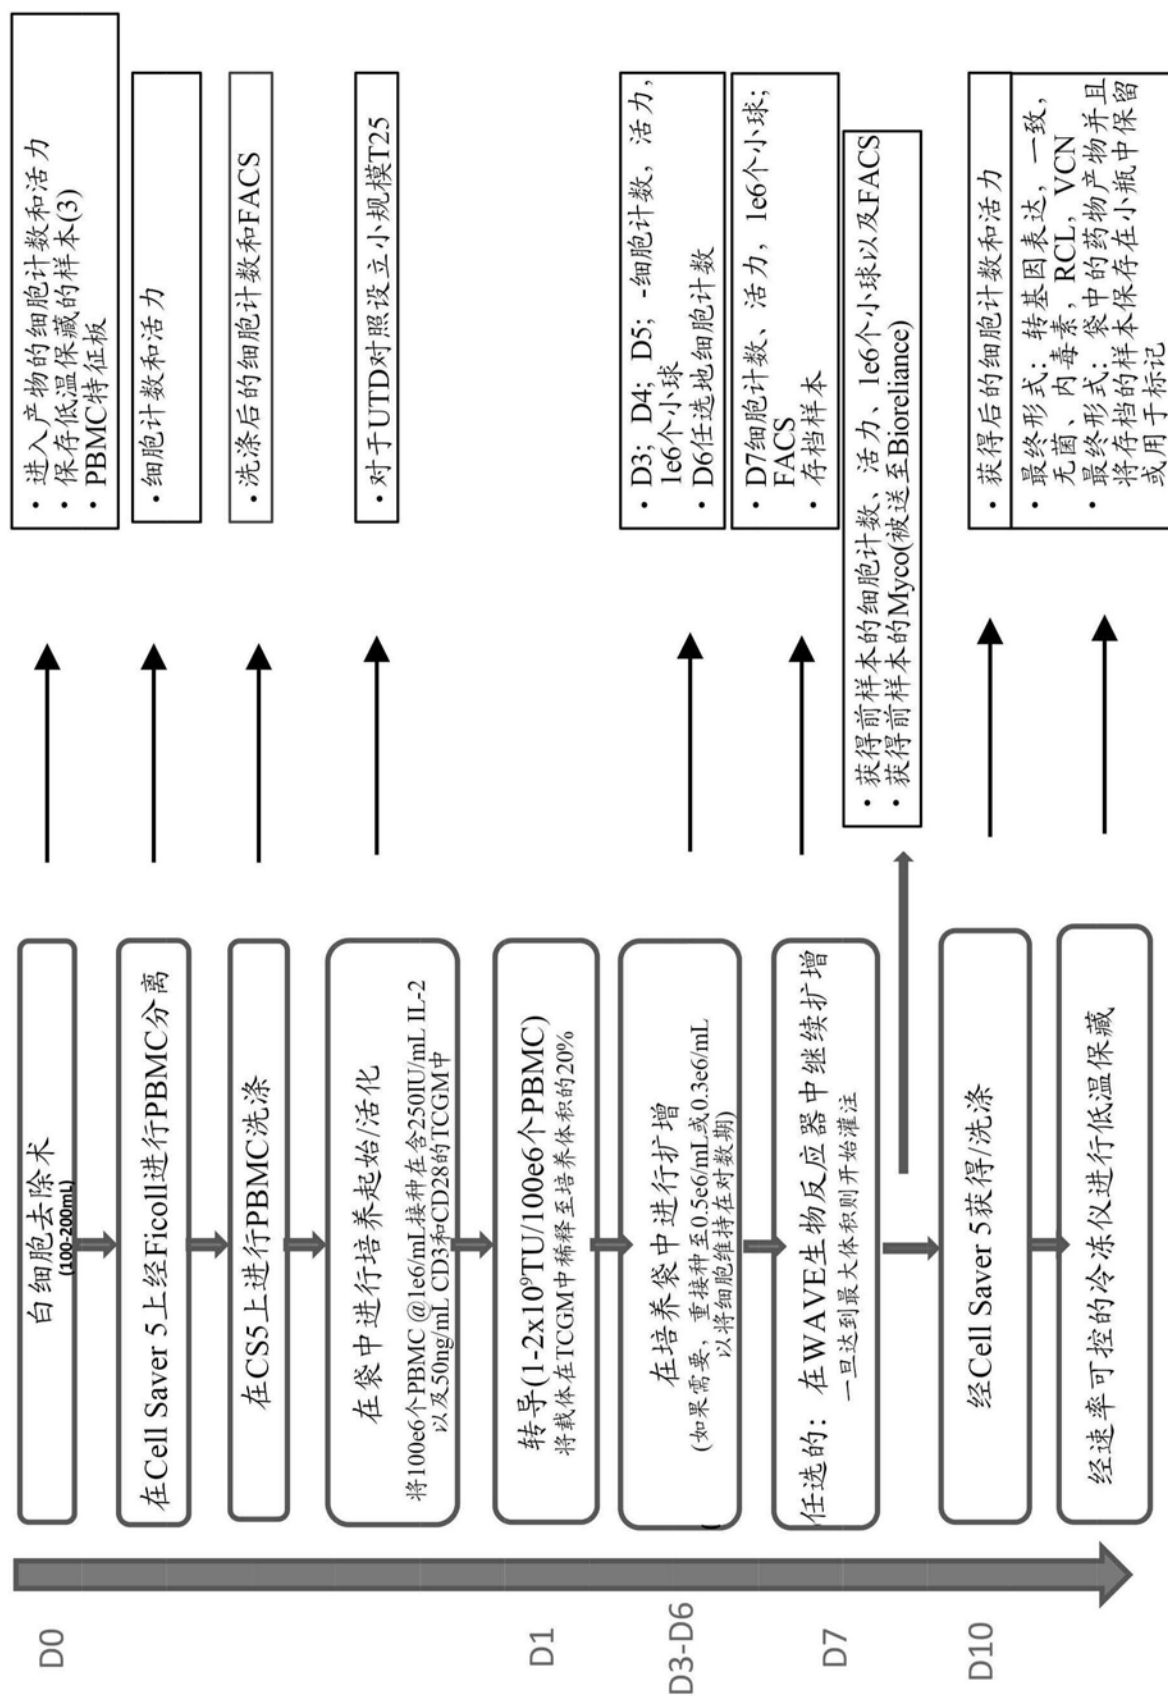 D0
白细胞去除术
(100-200mL)
• 进入产物的细胞计数和活力
• 保存低温保藏的样本(3)
• PBMC特征板
在Cell Saver 5上经Ficoll进行PBMC分离
• 细胞计数和活力
在CS5上进行PBMC洗涤
• 洗涤后的细胞计数和FACS
在袋中进行培养起始/活化
将100e6个PBMC @1e6/mL接种在含250IU/mL IL-2
以及50ng/mL CD3和CD28的TCGM中
• 对于UTD对照设立小规模T25
D1
转导(1-2x10⁹TU/100e6个PBMC)
将载体在TCGM中稀释至培养体积的20%
D3-D6
在培养袋中进行扩增
(如果需要，重接种至0.5e6/mL或0.3e6/mL
以将细胞维持在对数期)
(
• D3; D4; D5; -细胞计数，活力，
1e6个小球
• D6任选地细胞计数
D7
任选的：在WAVE生物反应器中继续扩增
一旦达到最大体积则开始灌注
• D7细胞计数、活力，1e6个小球;
FACS
• 存档样本
• 获得前样本的细胞计数、活力、1e6个小球以及FACS
• 获得前样本的Myco(被送至Bioreliance)
D10
经Cell Saver 5获得/洗涤
• 获得后的细胞计数和活力
经速率可控的冷冻仪进行低温保藏
• 最终形式：转基因表达，一致，
无菌、内毒素，RCL，VCN
• 最终形式：袋中的药物产物并且
将存档的样本保存在小瓶中保留
或用于标记